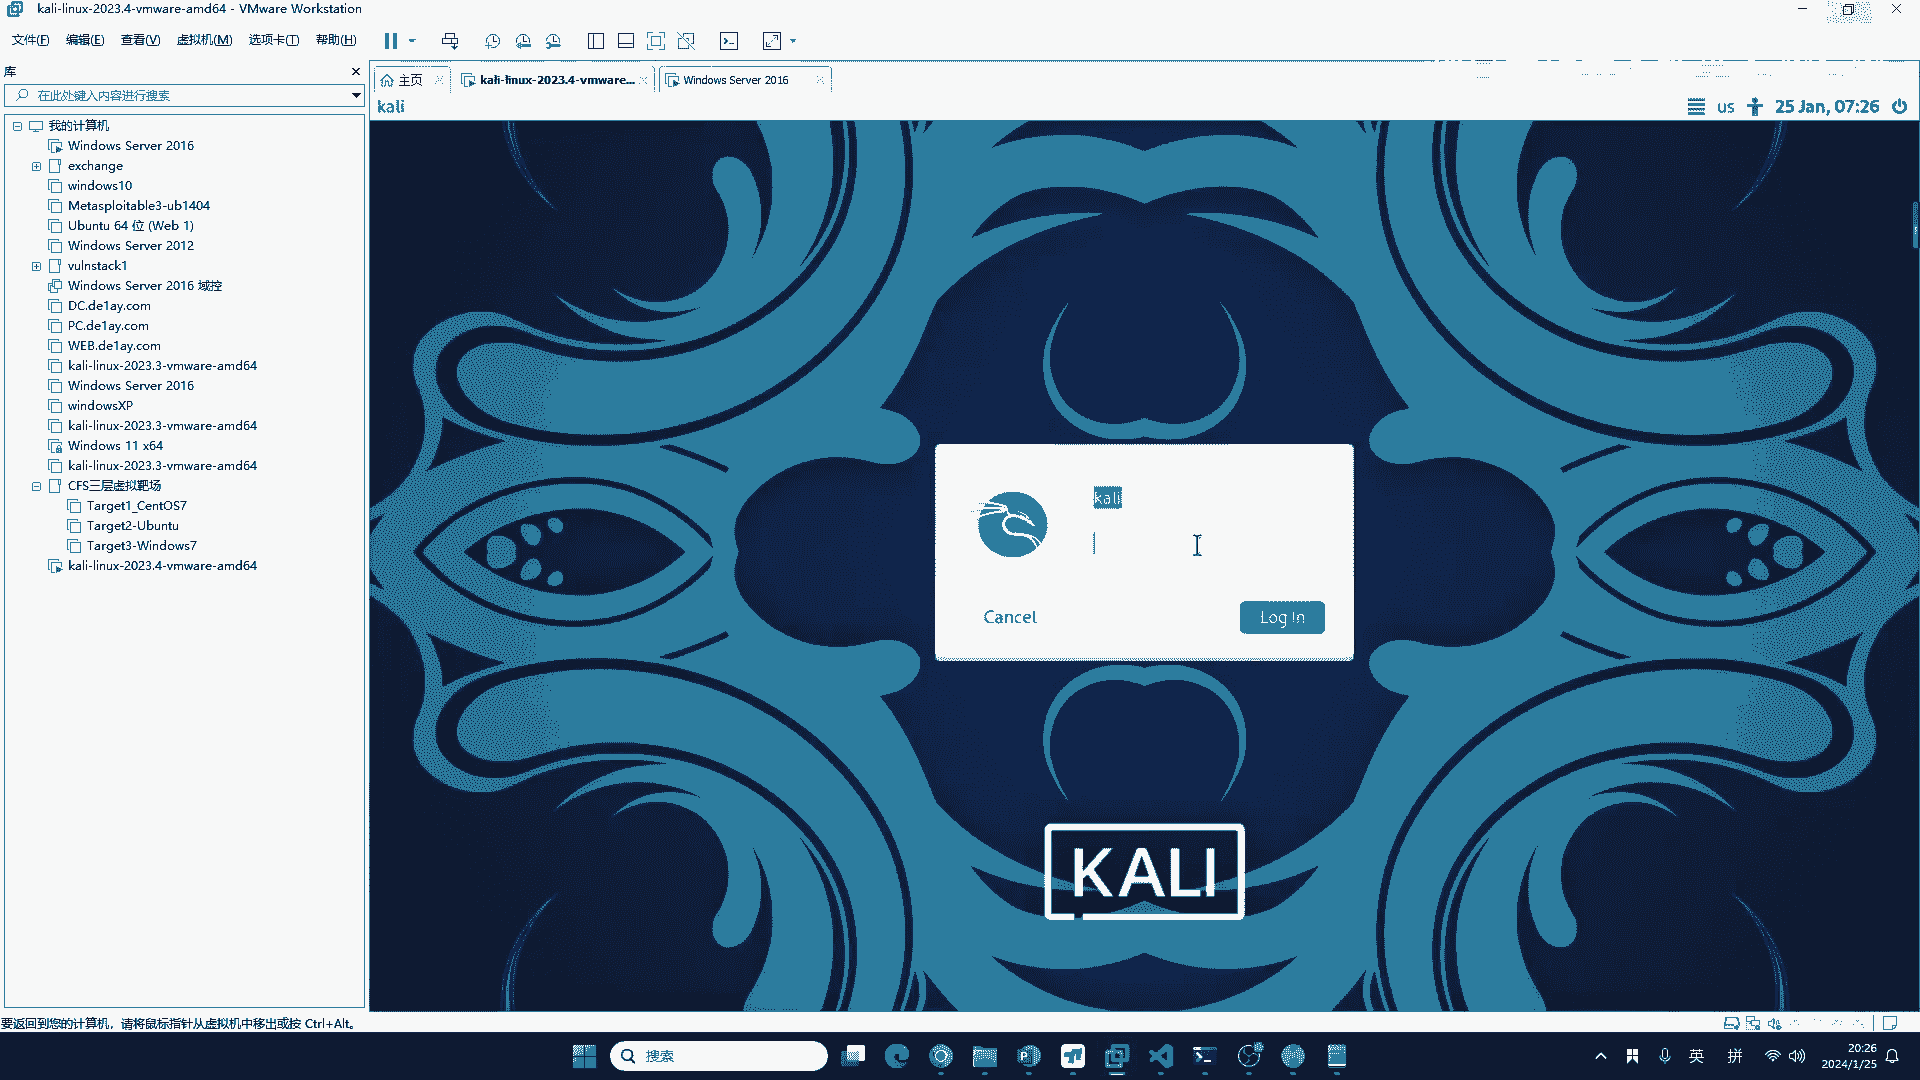 kali-linux-2023.4-vmware-amd64 - VMware Workstation
文件(F) 编辑(E) 查看(V) 虚拟机(M) 选项卡(T) 帮助(H)
库
在此处键入内容进行搜索
我的计算机
Windows Server 2016
exchange
windows10
Metasploitable3-ub1404
Ubuntu 64 位 (Web 1)
Windows Server 2012
vulnstack1
Windows Server 2016 域控
DC.de1ay.com
PC.de1ay.com
WEB.de1ay.com
kali-linux-2023.3-vmware-amd64
Windows Server 2016
windowsXP
kali-linux-2023.3-vmware-amd64
Windows 11 x64
kali-linux-2023.3-vmware-amd64
CFS三层虚拟靶场
Target1_CentOS7
Target2-Ubuntu
Target3-Windows7
kali-linux-2023.4-vmware-amd64
主页 kali-linux-2023.4-vmware... Windows Server 2016
kali us 25 Jan, 07:26
kali
Cancel Log In
KALI
要返回到您的计算机，请将鼠标指针从虚拟机中移出或按 Ctrl+Alt。
搜索
英 拼
20:26
2024/1/25